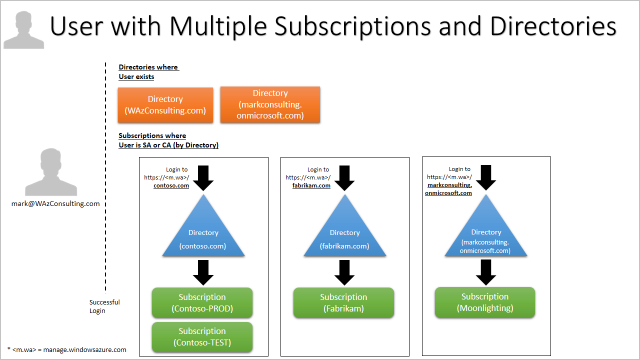 User with Multiple Subscriptions and Directories
Directories where
User exists
Directory
(WAzConsulting.com)
Directory
(markconsulting.
onmicrosoft.com)
Subscriptions where
User is SA or CA (by Directory)
mark@WAzConsulting.com
Login to
https://<m.wa>/
contoso.com
Directory
(contoso.com)
Subscription
(Contoso-PROD)
Subscription
(Contoso-TEST)
Login to
https://<m.wa>/
fabrikam.com
Directory
(fabrikam.com)
Subscription
(Fabrikam)
Login to
https://<m.wa>/
markconsulting.
onmicrosoft.com
Directory
(markconsulting.
onmicrosoft.com)
Subscription
(Moonlighting)
Successful
Login
* <m.wa> = manage.windowsazure.com